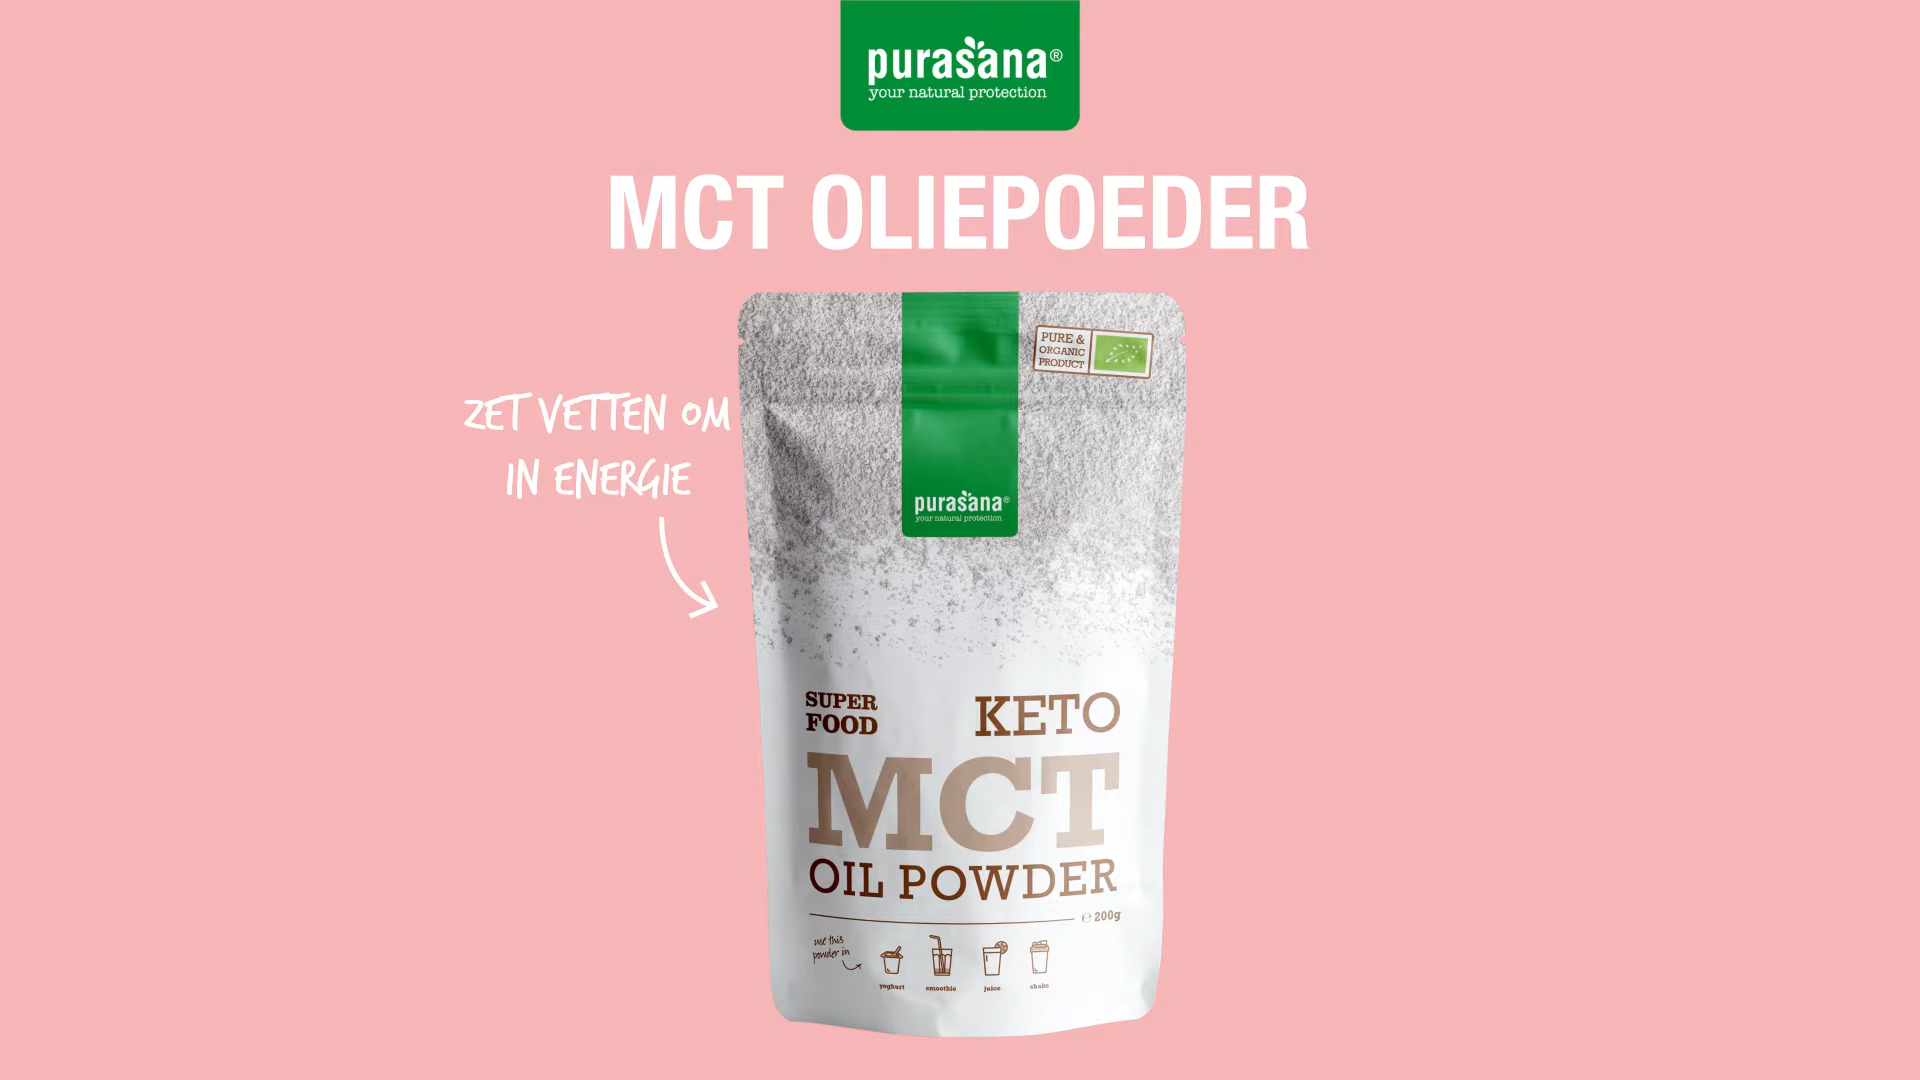 purasana®
your natural protection
MCT OLIEPOEDER
ZET VETTEN OM
IN ENERGIE
PURE &
ORGANIC
PRODUCT
purasana®
your natural protection
SUPER
FOOD
KETO
MCT
OIL POWDER
℮ 200g
use this
powder in
yoghurt
smoothie
juice
shake